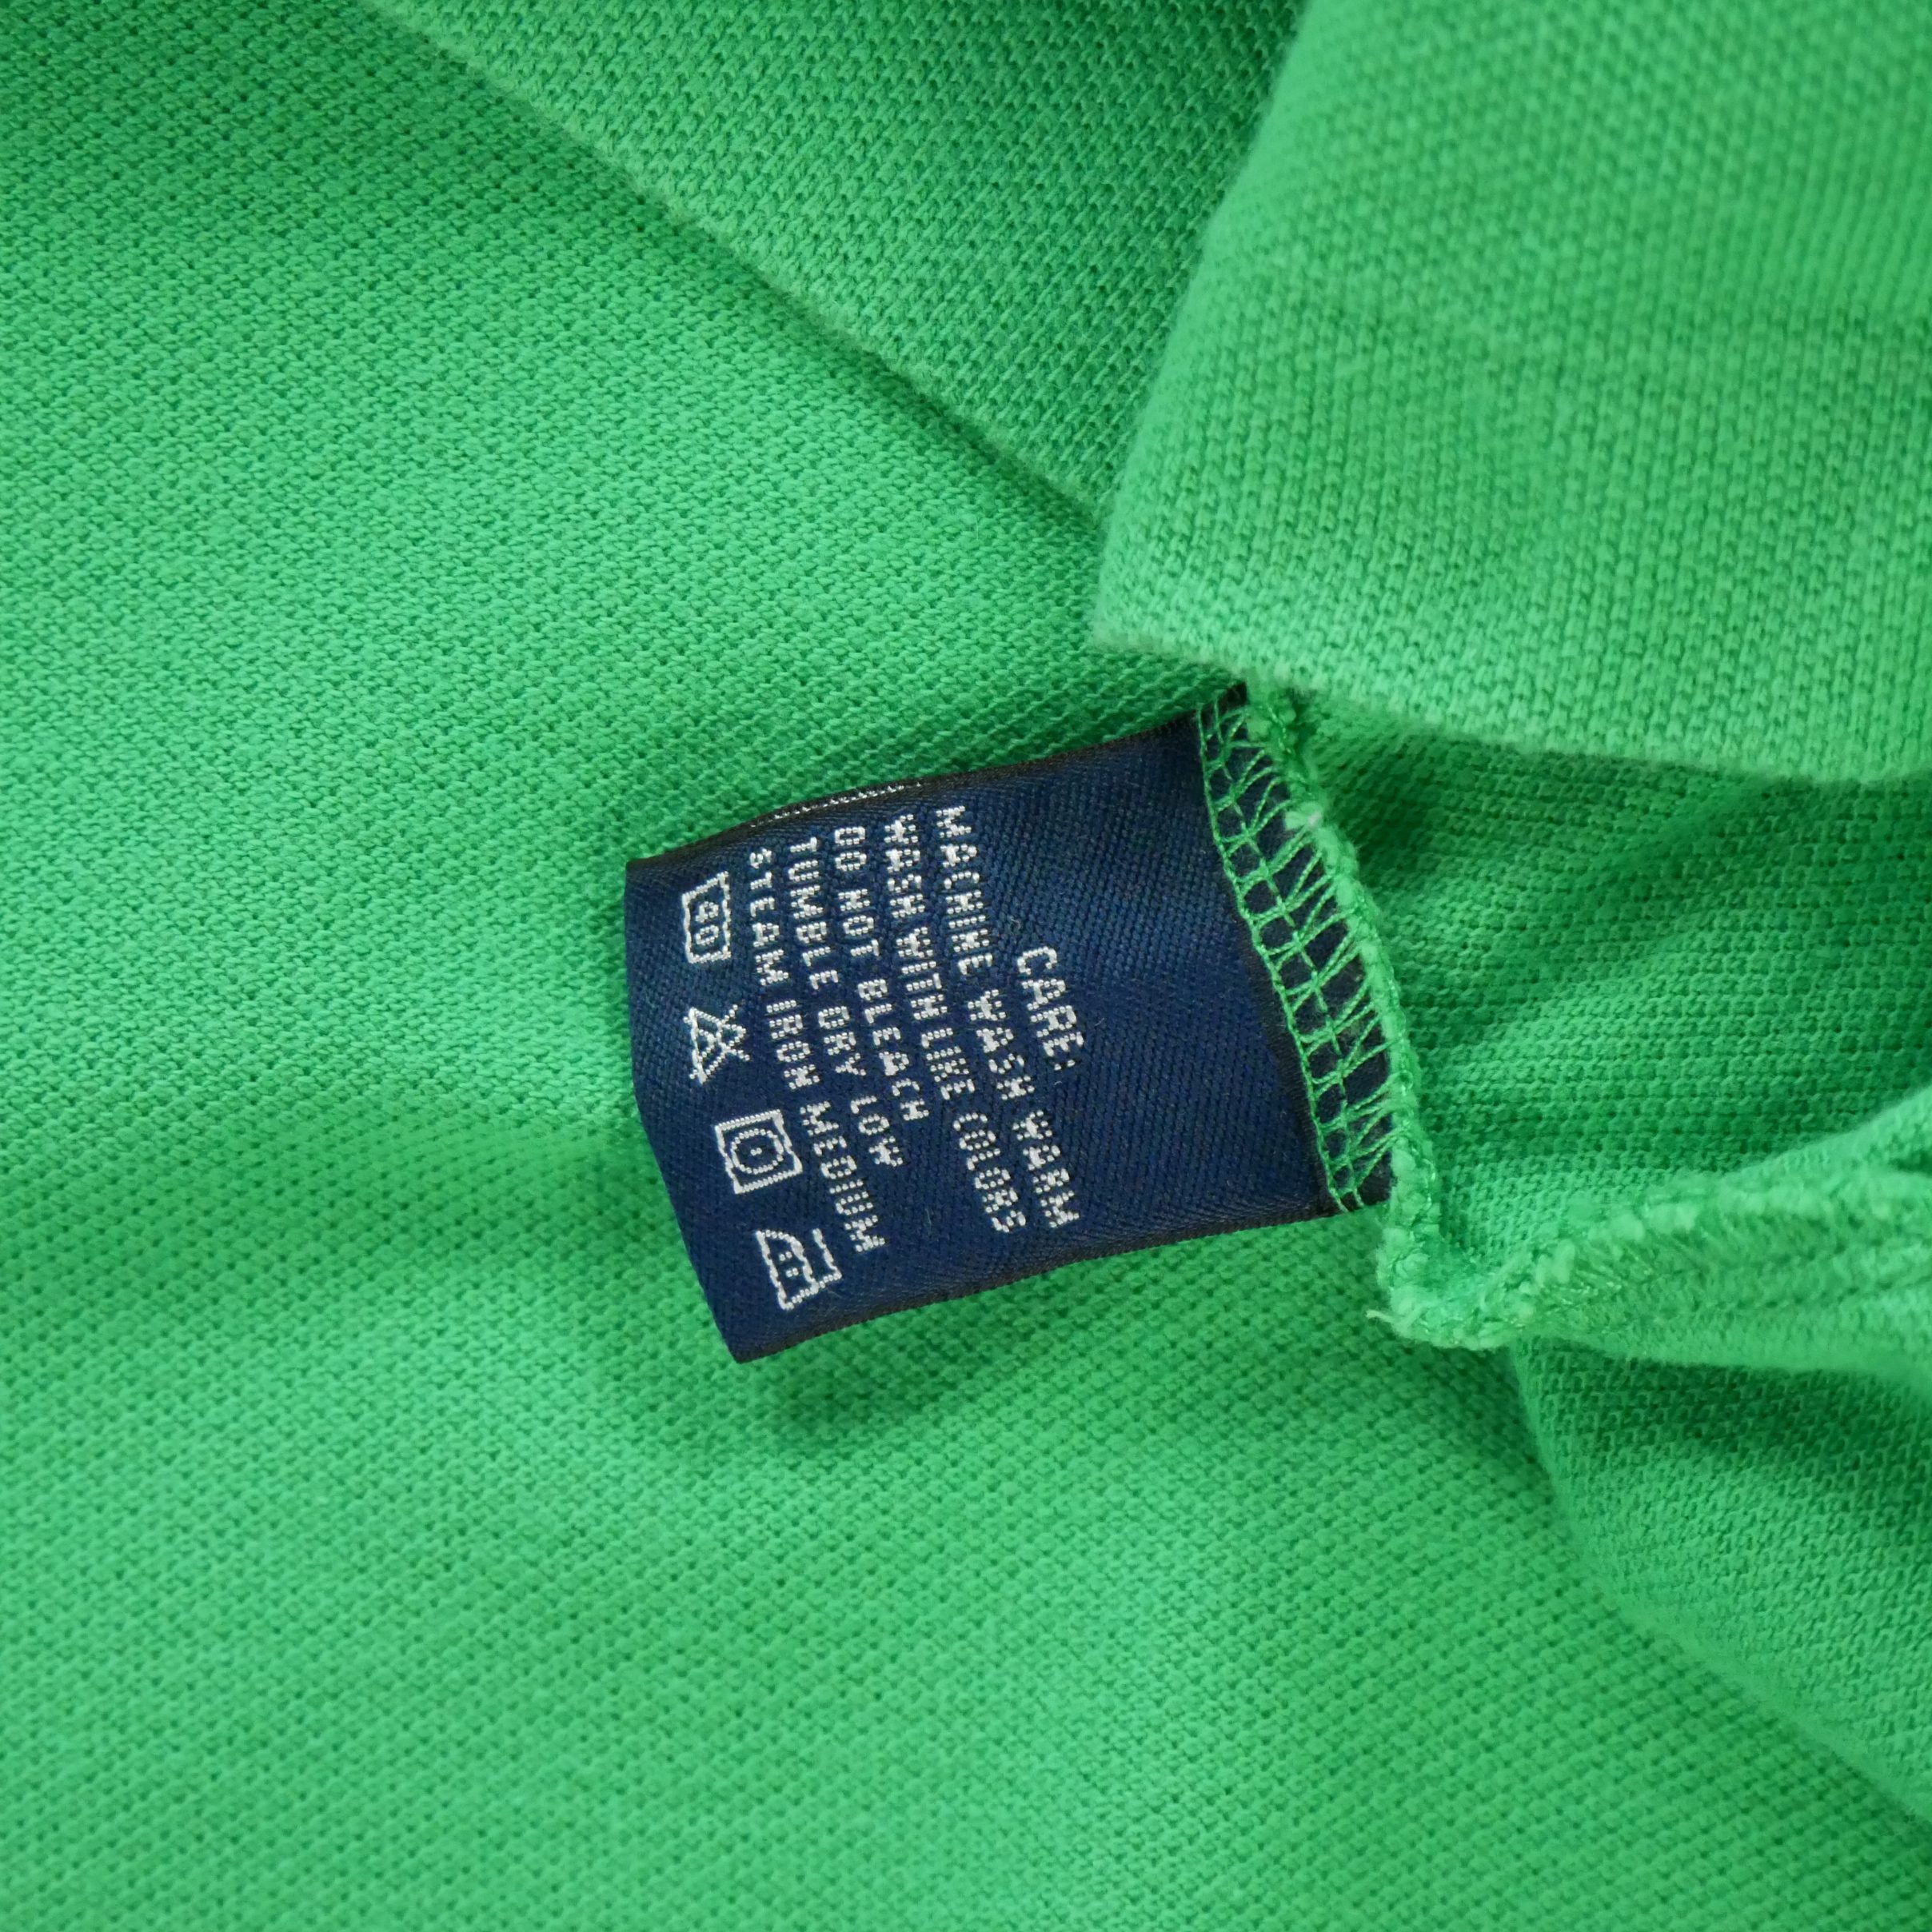 CARE:
MACHINE WASH WARM
WASH WITH LIKE COLORS
DO NOT BLEACH
TUMBLE DRY LOW
STEAM IRON MEDIUM
40